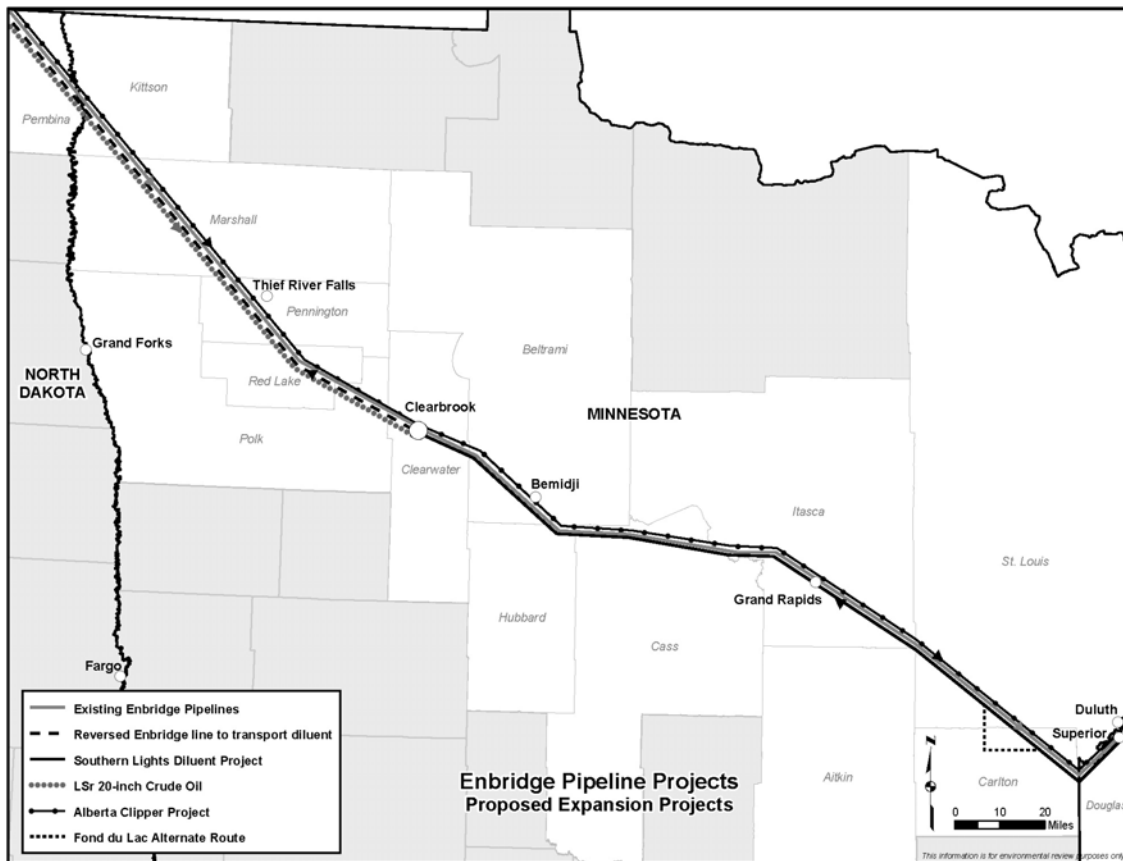 Kittson
Pembina
Marshall
Thief River Falls
Pennington
Grand Forks
Beltrami
NORTH
DAKOTA
Red Lake
Clearbrook
MINNESOTA
Polk
Clearwater
Bemidji
Itasca
St. Louis
Grand Rapids
Hubbard
Cass
Fargo
Duluth
Superior
Existing Enbridge Pipelines
Reversed Enbridge line to transport diluent
Southern Lights Diluent Project
LSr 20-inch Crude Oil
Alberta Clipper Project
Fond du Lac Alternate Route
Enbridge Pipeline Projects
Proposed Expansion Projects
Aitkin
Carlton
Douglas
0 10 20
Miles
This information is for environmental review purposes only